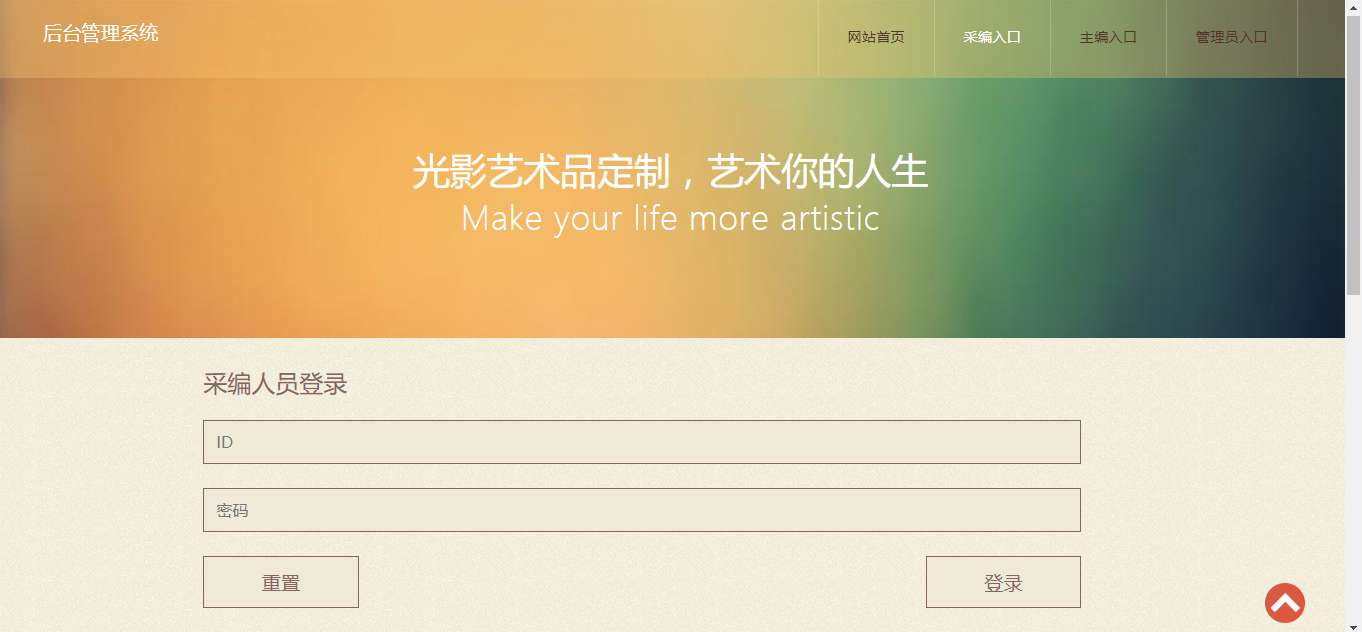 后台管理系统
网站首页
采编入口
主编入口
管理员入口
光影艺术品定制，艺术你的人生
Make your life more artistic
采编人员登录
ID
密码
重置
登录